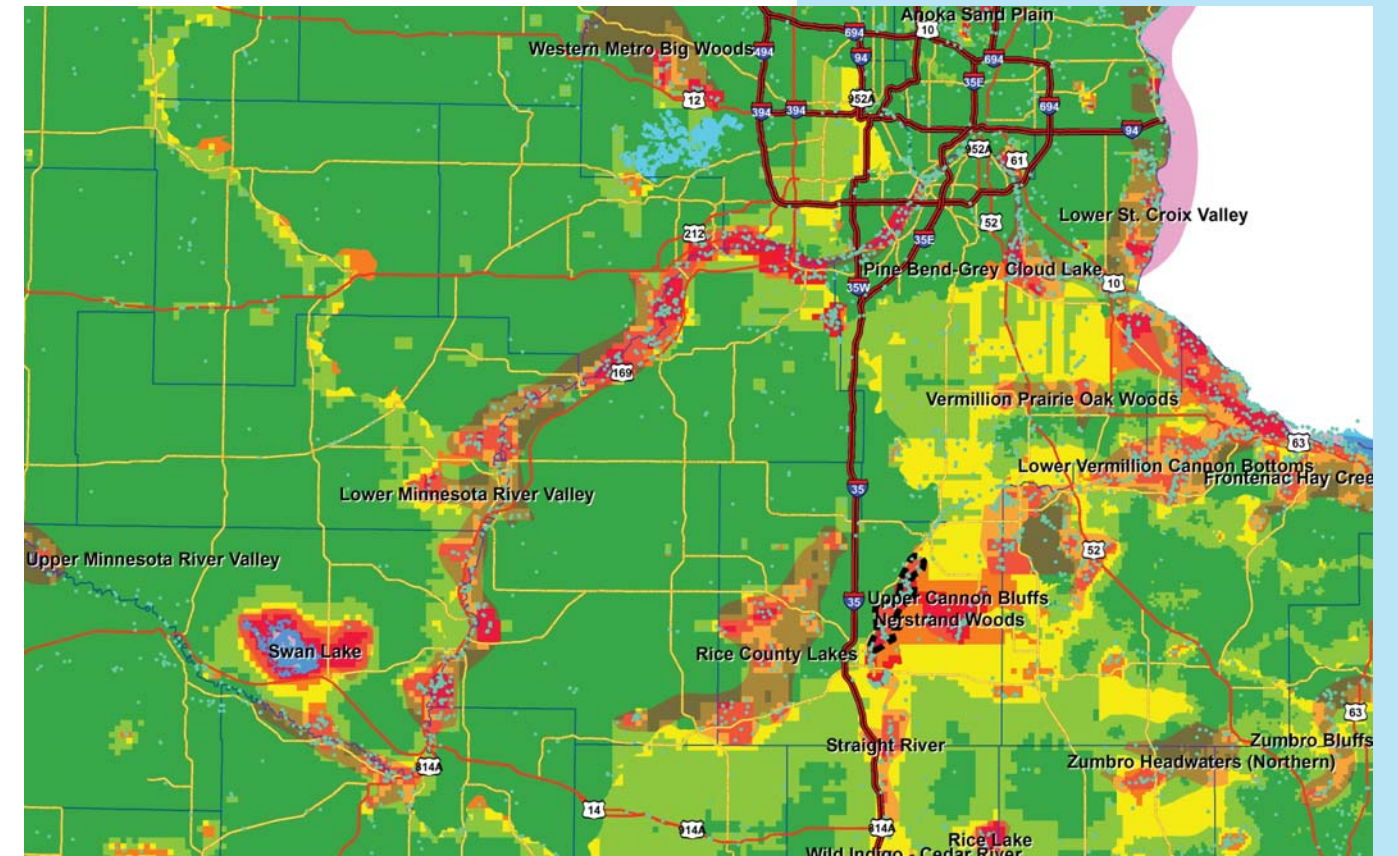 Anoka Sand Plain
694
10
Western Metro Big Woods
494
94
694
35E
12
952A
394
394
694
94
952A
61
Lower St. Croix Valley
52
212
35E
Pine Bend-Grey Cloud Lake
10
35W
169
Vermillion Prairie Oak Woods
63
Lower Vermillion Cannon Bottoms
Frontenac Hay Cree
35
Lower Minnesota River Valley
52
Upper Minnesota River Valley
35
Upper Cannon Bluffs
Nerstrand Woods
Swan Lake
Rice County Lakes
63
Straight River
Zumbro Bluffs
Zumbro Headwaters (Northern)
814A
14
914A
814A
Rice Lake
Wild Indigo - Cedar River